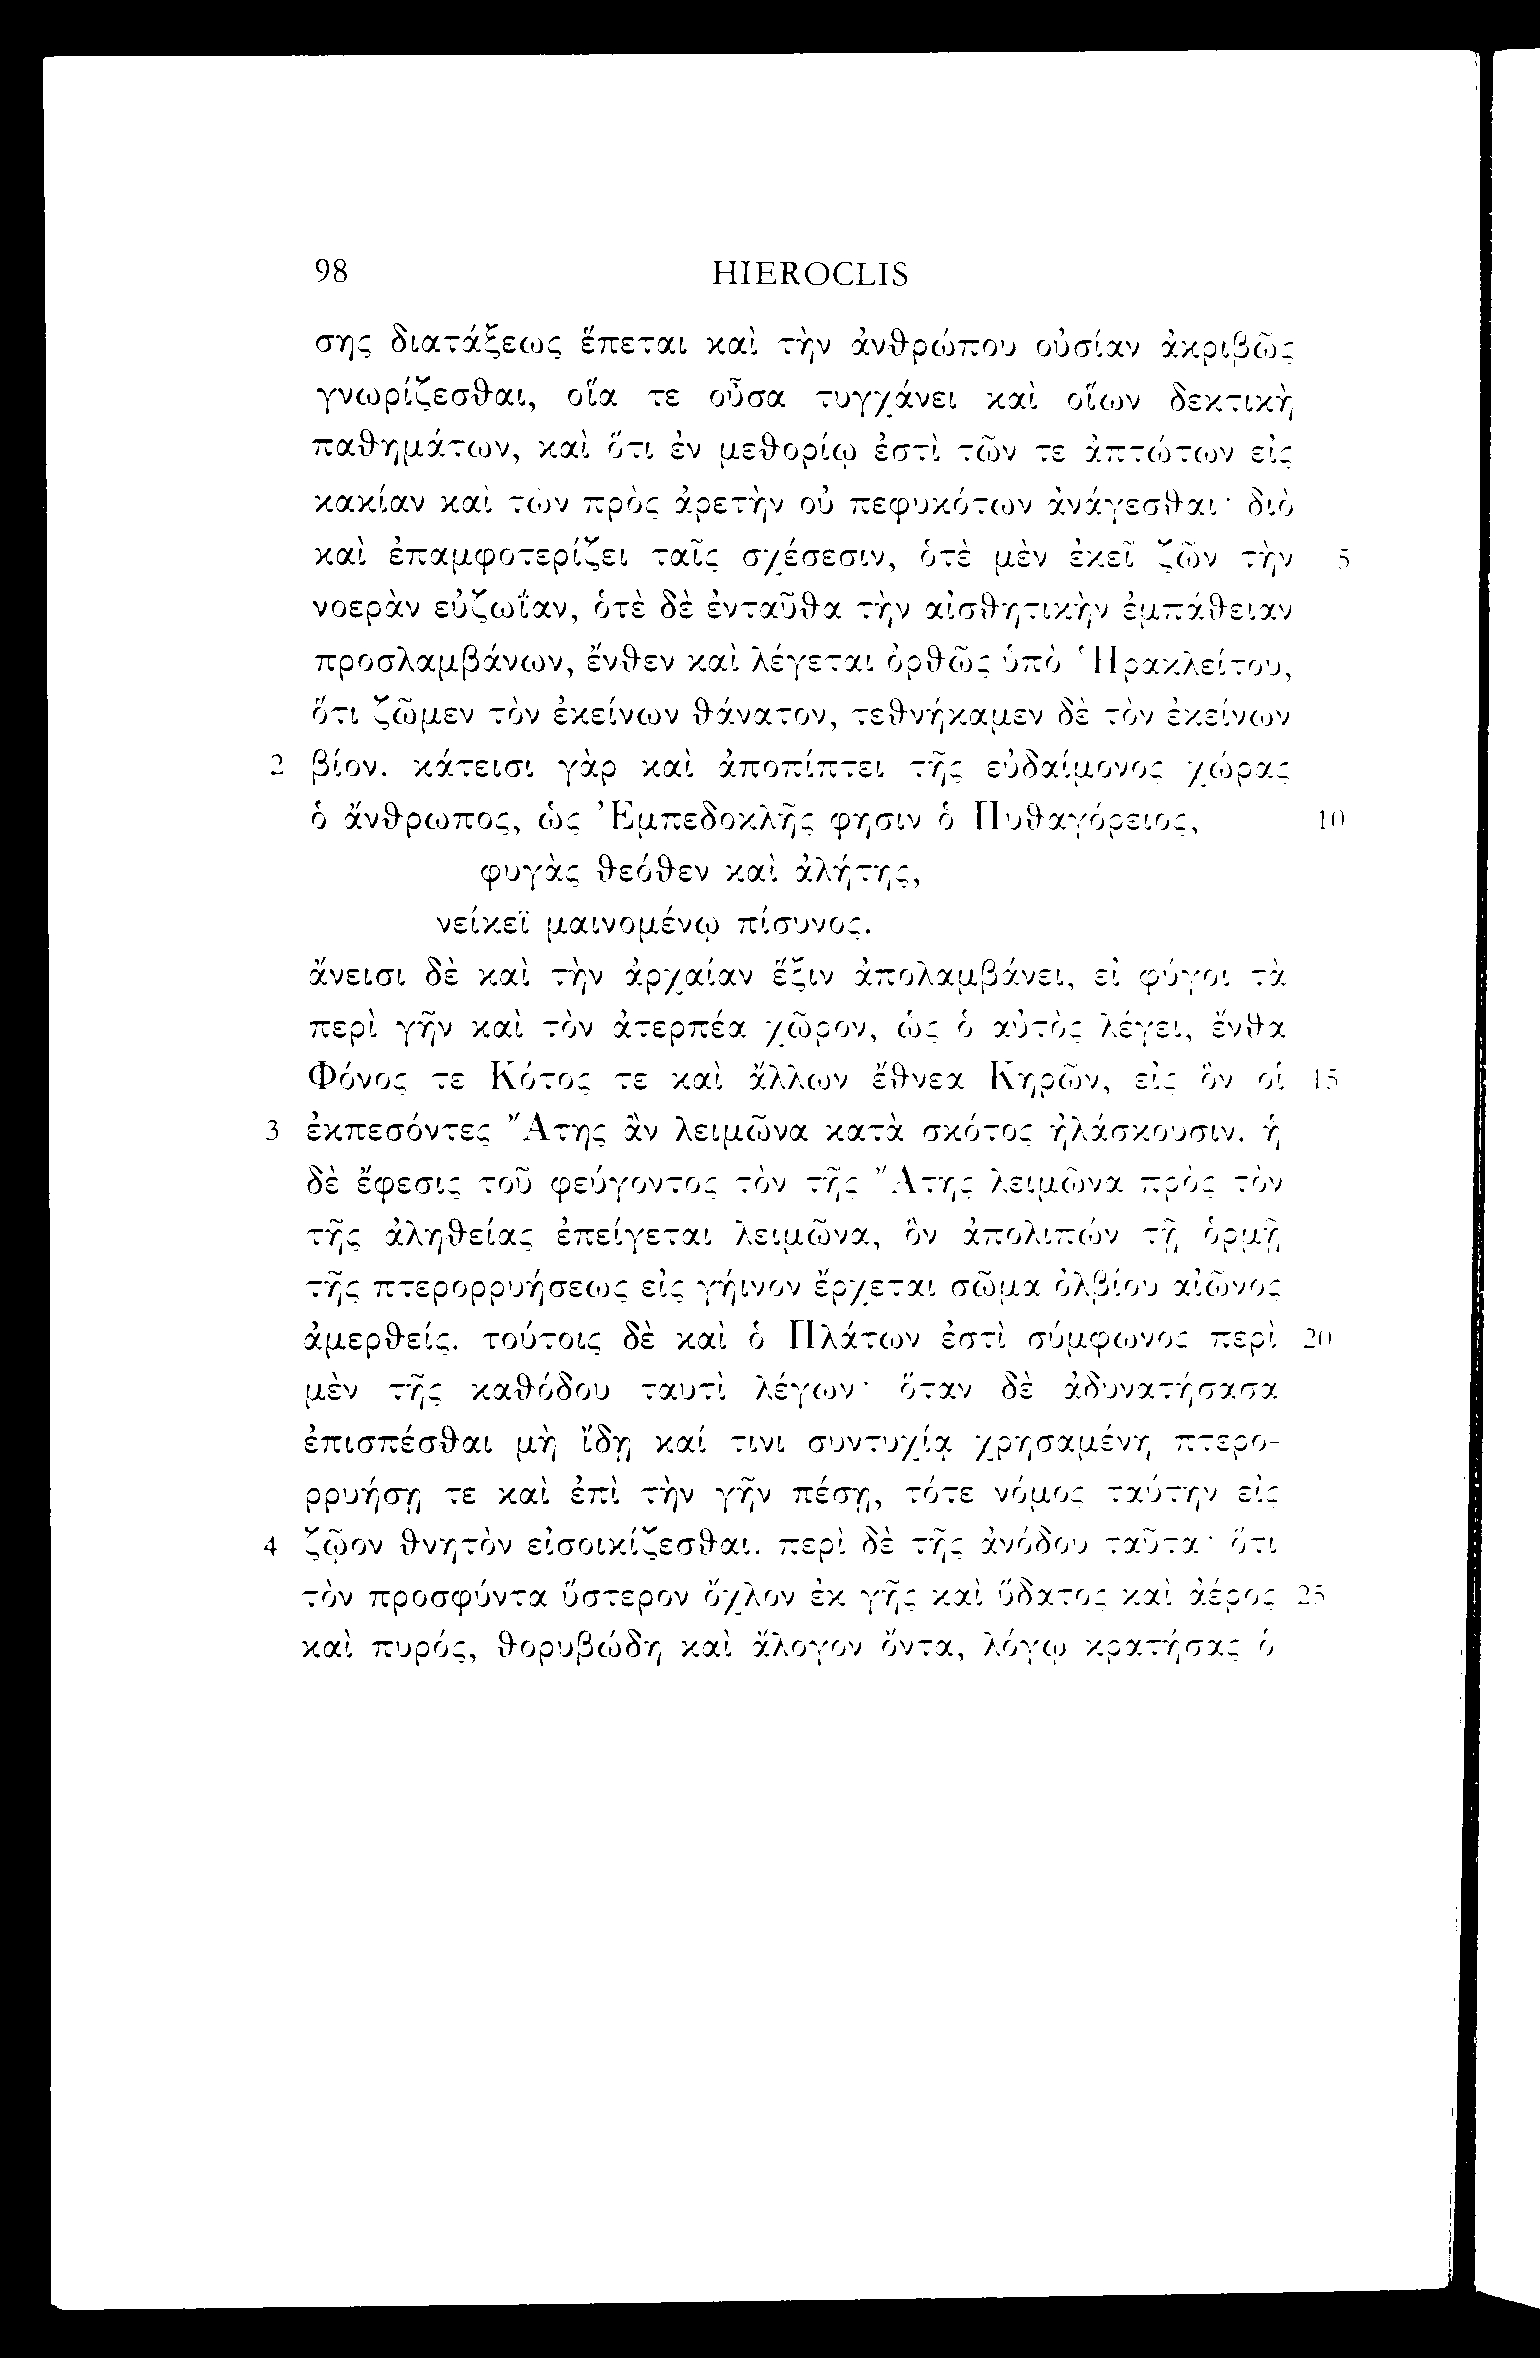 98 HIEROCLIS
σης διατάξεως ἕπεται καὶ τὴν ἀνθρώπου οὐσίαν ἀκριβῶς
γνωρίζεσθαι, οἵα τε οὖσα τυγχάνει καὶ οἵων δεκτικὴ
παθημάτων, καὶ ὅτι ἐν μεθορίῳ ἐστὶ τῶν τε ἀπτώτων εἰς
κακίαν καὶ τῶν πρὸς ἀρετὴν οὐ πεφυκότων ἀνάγεσθαι· διὸ
καὶ ἐπαμφοτερίζει ταῖς σχέσεσιν, ὁτὲ μὲν ἐκεῖ ζῶν τὴν 5
νοερὰν εὐζωΐαν, ὁτὲ δὲ ἐνταῦθα τὴν αἰσθητικὴν ἐμπάθειαν
προσλαμβάνων, ἔνθεν καὶ λέγεται ὀρθῶς ὑπὸ Ἡρακλείτου,
ὅτι ζῶμεν τὸν ἐκείνων θάνατον, τεθνήκαμεν δὲ τὸν ἐκείνων
2 βίον. κάτεισι γὰρ καὶ ἀποπίπτει τῆς εὐδαίμονος χώρας
ὁ ἄνθρωπος, ὡς Ἐμπεδοκλῆς φησιν ὁ Πυθαγόρειος, 10
φυγὰς θεόθεν καὶ ἀλήτης,
νείκεϊ μαινομένῳ πίσυνος.
ἄνεισι δὲ καὶ τὴν ἀρχαίαν ἕξιν ἀπολαμβάνει, εἰ φύγοι τὰ
περὶ γῆν καὶ τὸν ἀτερπέα χῶρον, ὡς ὁ αὐτὸς λέγει, ἔνθα
Φόνος τε Κότος τε καὶ ἄλλων ἔθνεα Κηρῶν, εἰς ὃν οἱ 15
3 ἐκπεσόντες Ἄτης ἂν λειμῶνα κατὰ σκότος ἠλάσκουσιν. ἡ
δὲ ἔφεσις τοῦ φεύγοντος τὸν τῆς Ἄτης λειμῶνα πρὸς τὸν
τῆς ἀληθείας ἐπείγεται λειμῶνα, ὃν ἀπολιπὼν τῇ ὁρμῇ
τῆς πτερορρυήσεως εἰς γήινον ἔρχεται σῶμα ὀλβίου αἰῶνος
ἀμερθείς. τούτοις δὲ καὶ ὁ Πλάτων ἐστὶ σύμφωνος περὶ 20
μὲν τῆς καθόδου ταυτὶ λέγων· ὅταν δὲ ἀδυνατήσασα
ἐπισπέσθαι μὴ ἴδῃ καί τινι συντυχίᾳ χρησαμένη πτερο-
ρρυήσῃ τε καὶ ἐπὶ τὴν γῆν πέσῃ, τότε νόμος ταύτην εἰς
4 ζῷον θνητὸν εἰσοικίζεσθαι. περὶ δὲ τῆς ἀνόδου ταῦτα· ὅτι
τὸν προσφύντα ὕστερον ὄχλον ἐκ γῆς καὶ ὕδατος καὶ ἀέρος 25
καὶ πυρός, θορυβώδη καὶ ἄλογον ὄντα, λόγῳ κρατήσας ὁ